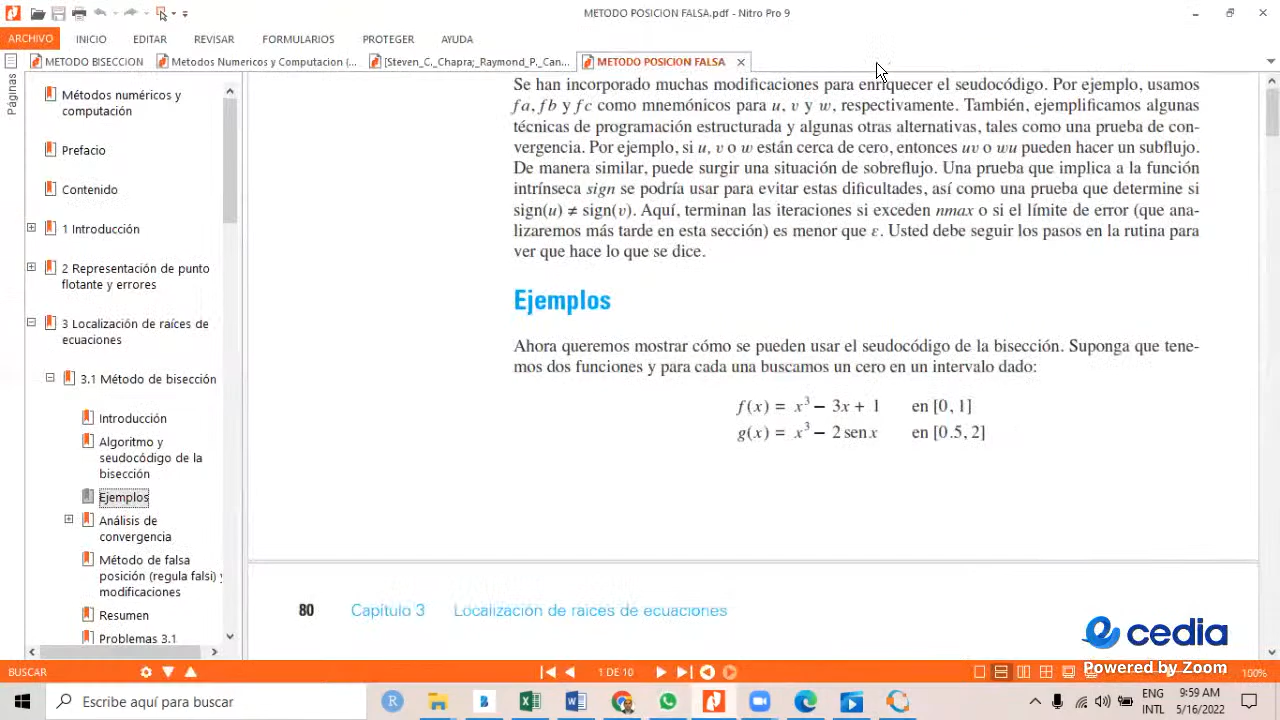 METODO POSICION FALSA.pdf - Nitro Pro 9
ARCHIVO INICIO EDITAR REVISAR FORMULARIOS PROTEGER AYUDA
METODO BISECCION Metodos Numericos y Computacion (... [Steven_C._Chapra;_Raymond_P._Can... METODO POSICION FALSA
Páginas
Métodos numéricos y
computación
Prefacio
Contenido
1 Introducción
2 Representación de punto
flotante y errores
3 Localización de raíces de
ecuaciones
3.1 Método de bisección
Introducción
Algoritmo y
seudocódigo de la
bisección
Ejemplos
Análisis de
convergencia
Método de falsa
posición (regula falsi) y
modificaciones
Resumen
Problemas 3.1
Se han incorporado muchas modificaciones para enriquecer el seudocódigo. Por ejemplo, usamos
fa, fb y fc como mnemónicos para u, v y w, respectivamente. También, ejemplificamos algunas
técnicas de programación estructurada y algunas otras alternativas, tales como una prueba de con-
vergencia. Por ejemplo, si u, v o w están cerca de cero, entonces uv o wu pueden hacer un subflujo.
De manera similar, puede surgir una situación de sobreflujo. Una prueba que implica a la función
intrínseca sign se podría usar para evitar estas dificultades, así como una prueba que determine si
sign(u) ≠ sign(v). Aquí, terminan las iteraciones si exceden nmax o si el límite de error (que ana-
lizaremos más tarde en esta sección) es menor que ε. Usted debe seguir los pasos en la rutina para
ver que hace lo que se dice.
Ejemplos
Ahora queremos mostrar cómo se pueden usar el seudocódigo de la bisección. Suponga que tene-
mos dos funciones y para cada una buscamos un cero en un intervalo dado:
f(x) = x³ − 3x + 1 en [0, 1]
g(x) = x³ − 2 sen x en [0.5, 2]
80 Capítulo 3 Localización de raíces de ecuaciones
cedia
Powered by Zoom
BUSCAR 1 DE 10 100%
Escribe aquí para buscar
ENG
INTL
9:59 AM
5/16/2022